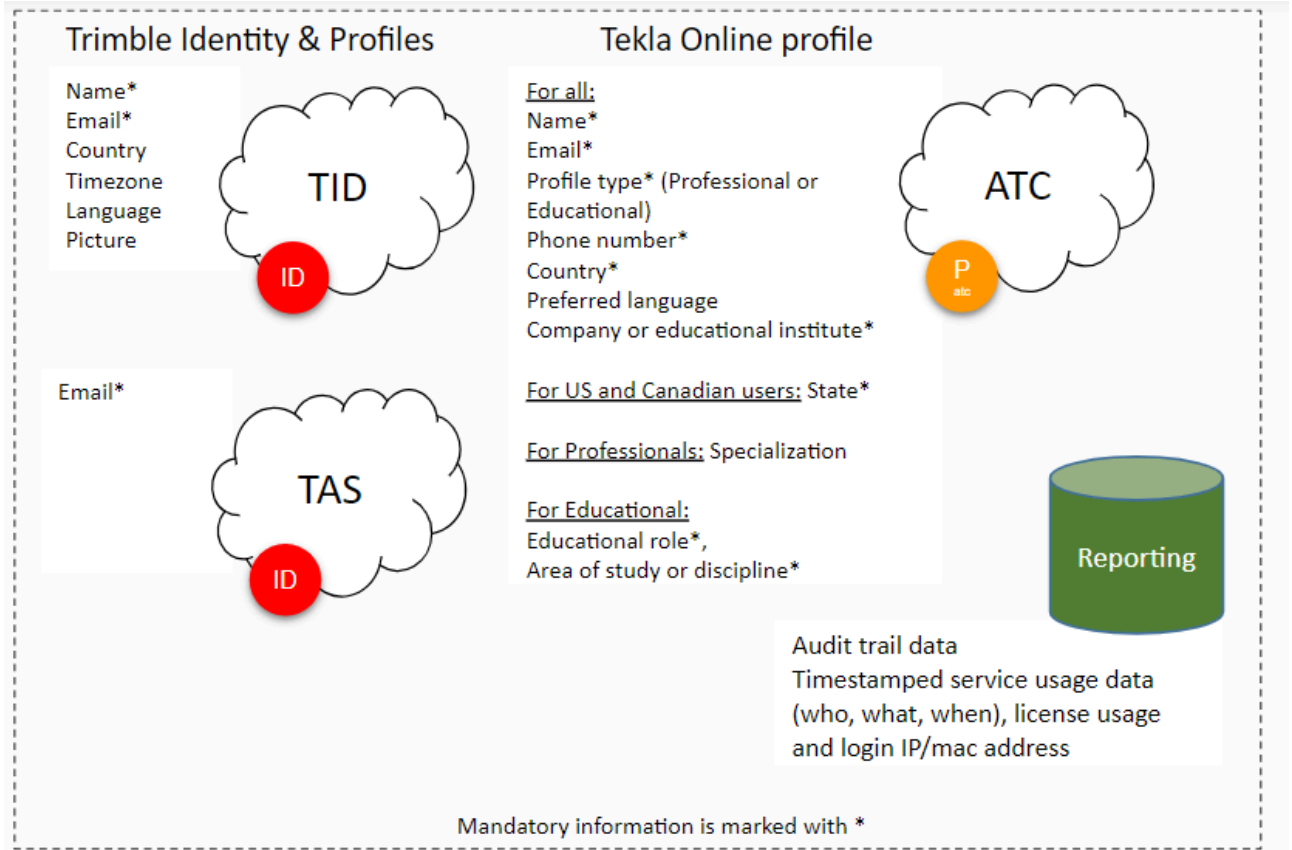 Trimble Identity & Profiles
Name*
Email*
Country
Timezone
Language
Picture
TID
ID
Email*
TAS
ID
Tekla Online profile
For all:
Name*
Email*
Profile type* (Professional or
Educational)
Phone number*
Country*
Preferred language
Company or educational institute*
For US and Canadian users: State*
For Professionals: Specialization
For Educational:
Educational role*,
Area of study or discipline*
ATC
P
atc
Reporting
Audit trail data
Timestamped service usage data
(who, what, when), license usage
and login IP/mac address
Mandatory information is marked with *